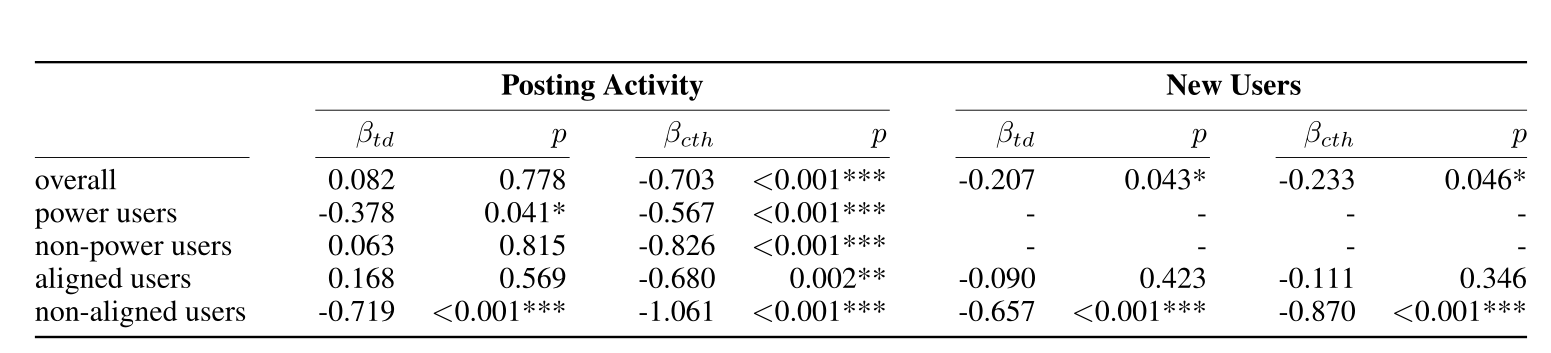 Posting Activity New Users
β_td p β_cth p β_td p β_cth p
overall 0.082 0.778 -0.703 <0.001*** -0.207 0.043* -0.233 0.046*
power users -0.378 0.041* -0.567 <0.001*** - - - -
non-power users 0.063 0.815 -0.826 <0.001*** - - - -
aligned users 0.168 0.569 -0.680 0.002** -0.090 0.423 -0.111 0.346
non-aligned users -0.719 <0.001*** -1.061 <0.001*** -0.657 <0.001*** -0.870 <0.001***